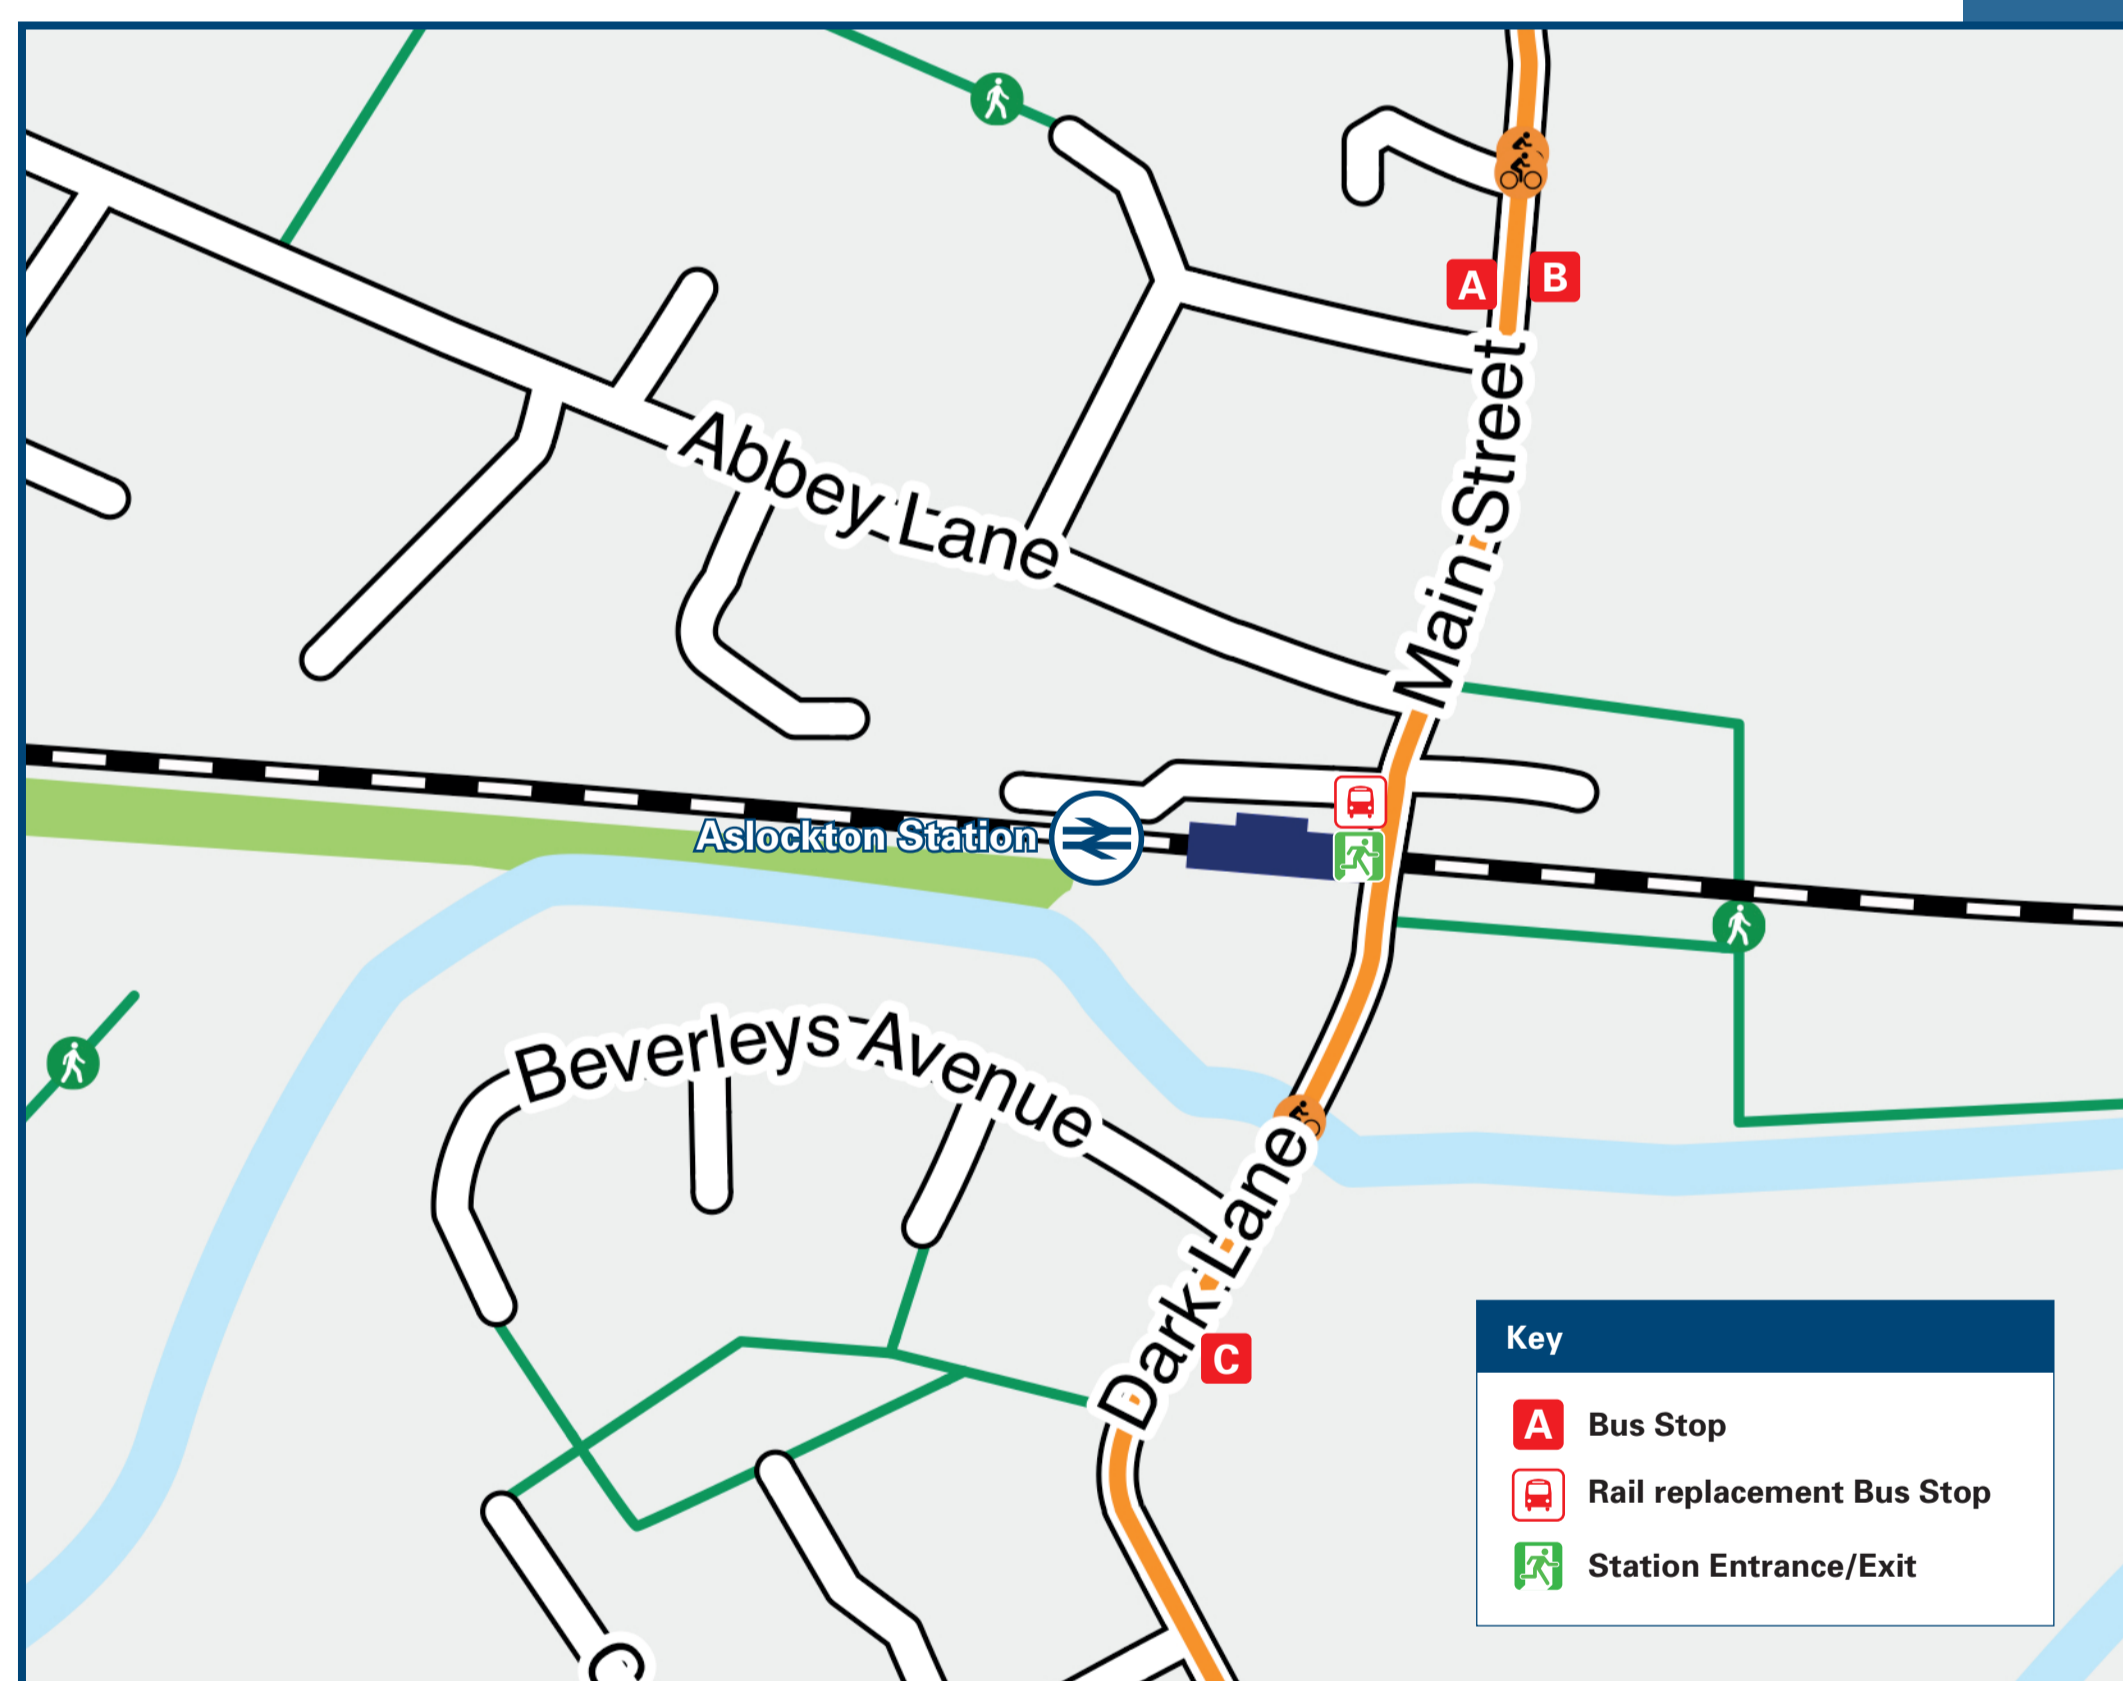 A
B
Main Street
Abbey Lane
Aslockton Station
Beverleys Avenue
Dark Lane
C
Key
A Bus Stop
Rail replacement Bus Stop
Station Entrance/Exit